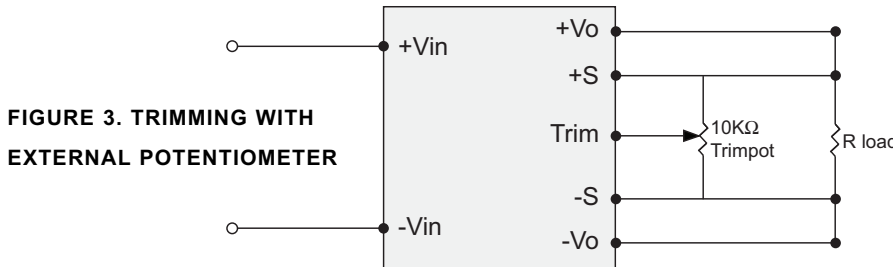 +Vo
+Vin
+S
FIGURE 3. TRIMMING WITH
EXTERNAL POTENTIOMETER
Trim
10KΩ
Trimpot
R load
-S
-Vin
-Vo